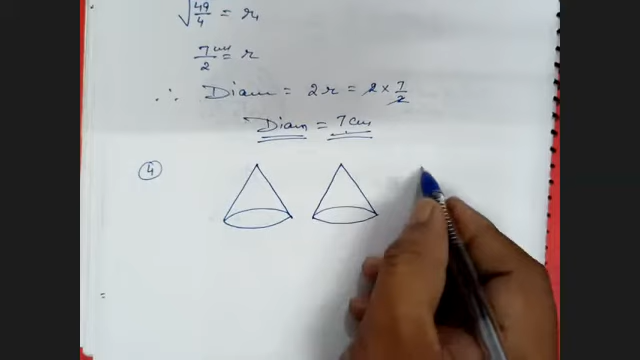 √49/4 = r
7cm/2 = r
∴ Diam = 2r = 2 × 7/2
Diam = 7cm
4